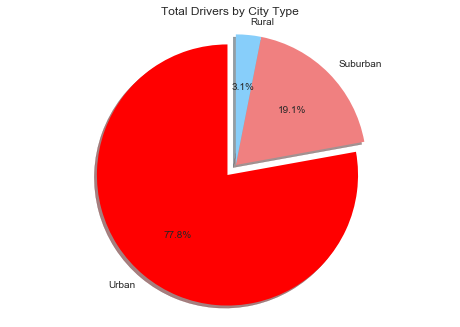 Total Drivers by City Type
Rural
Suburban
3.1%
19.1%
77.8%
Urban